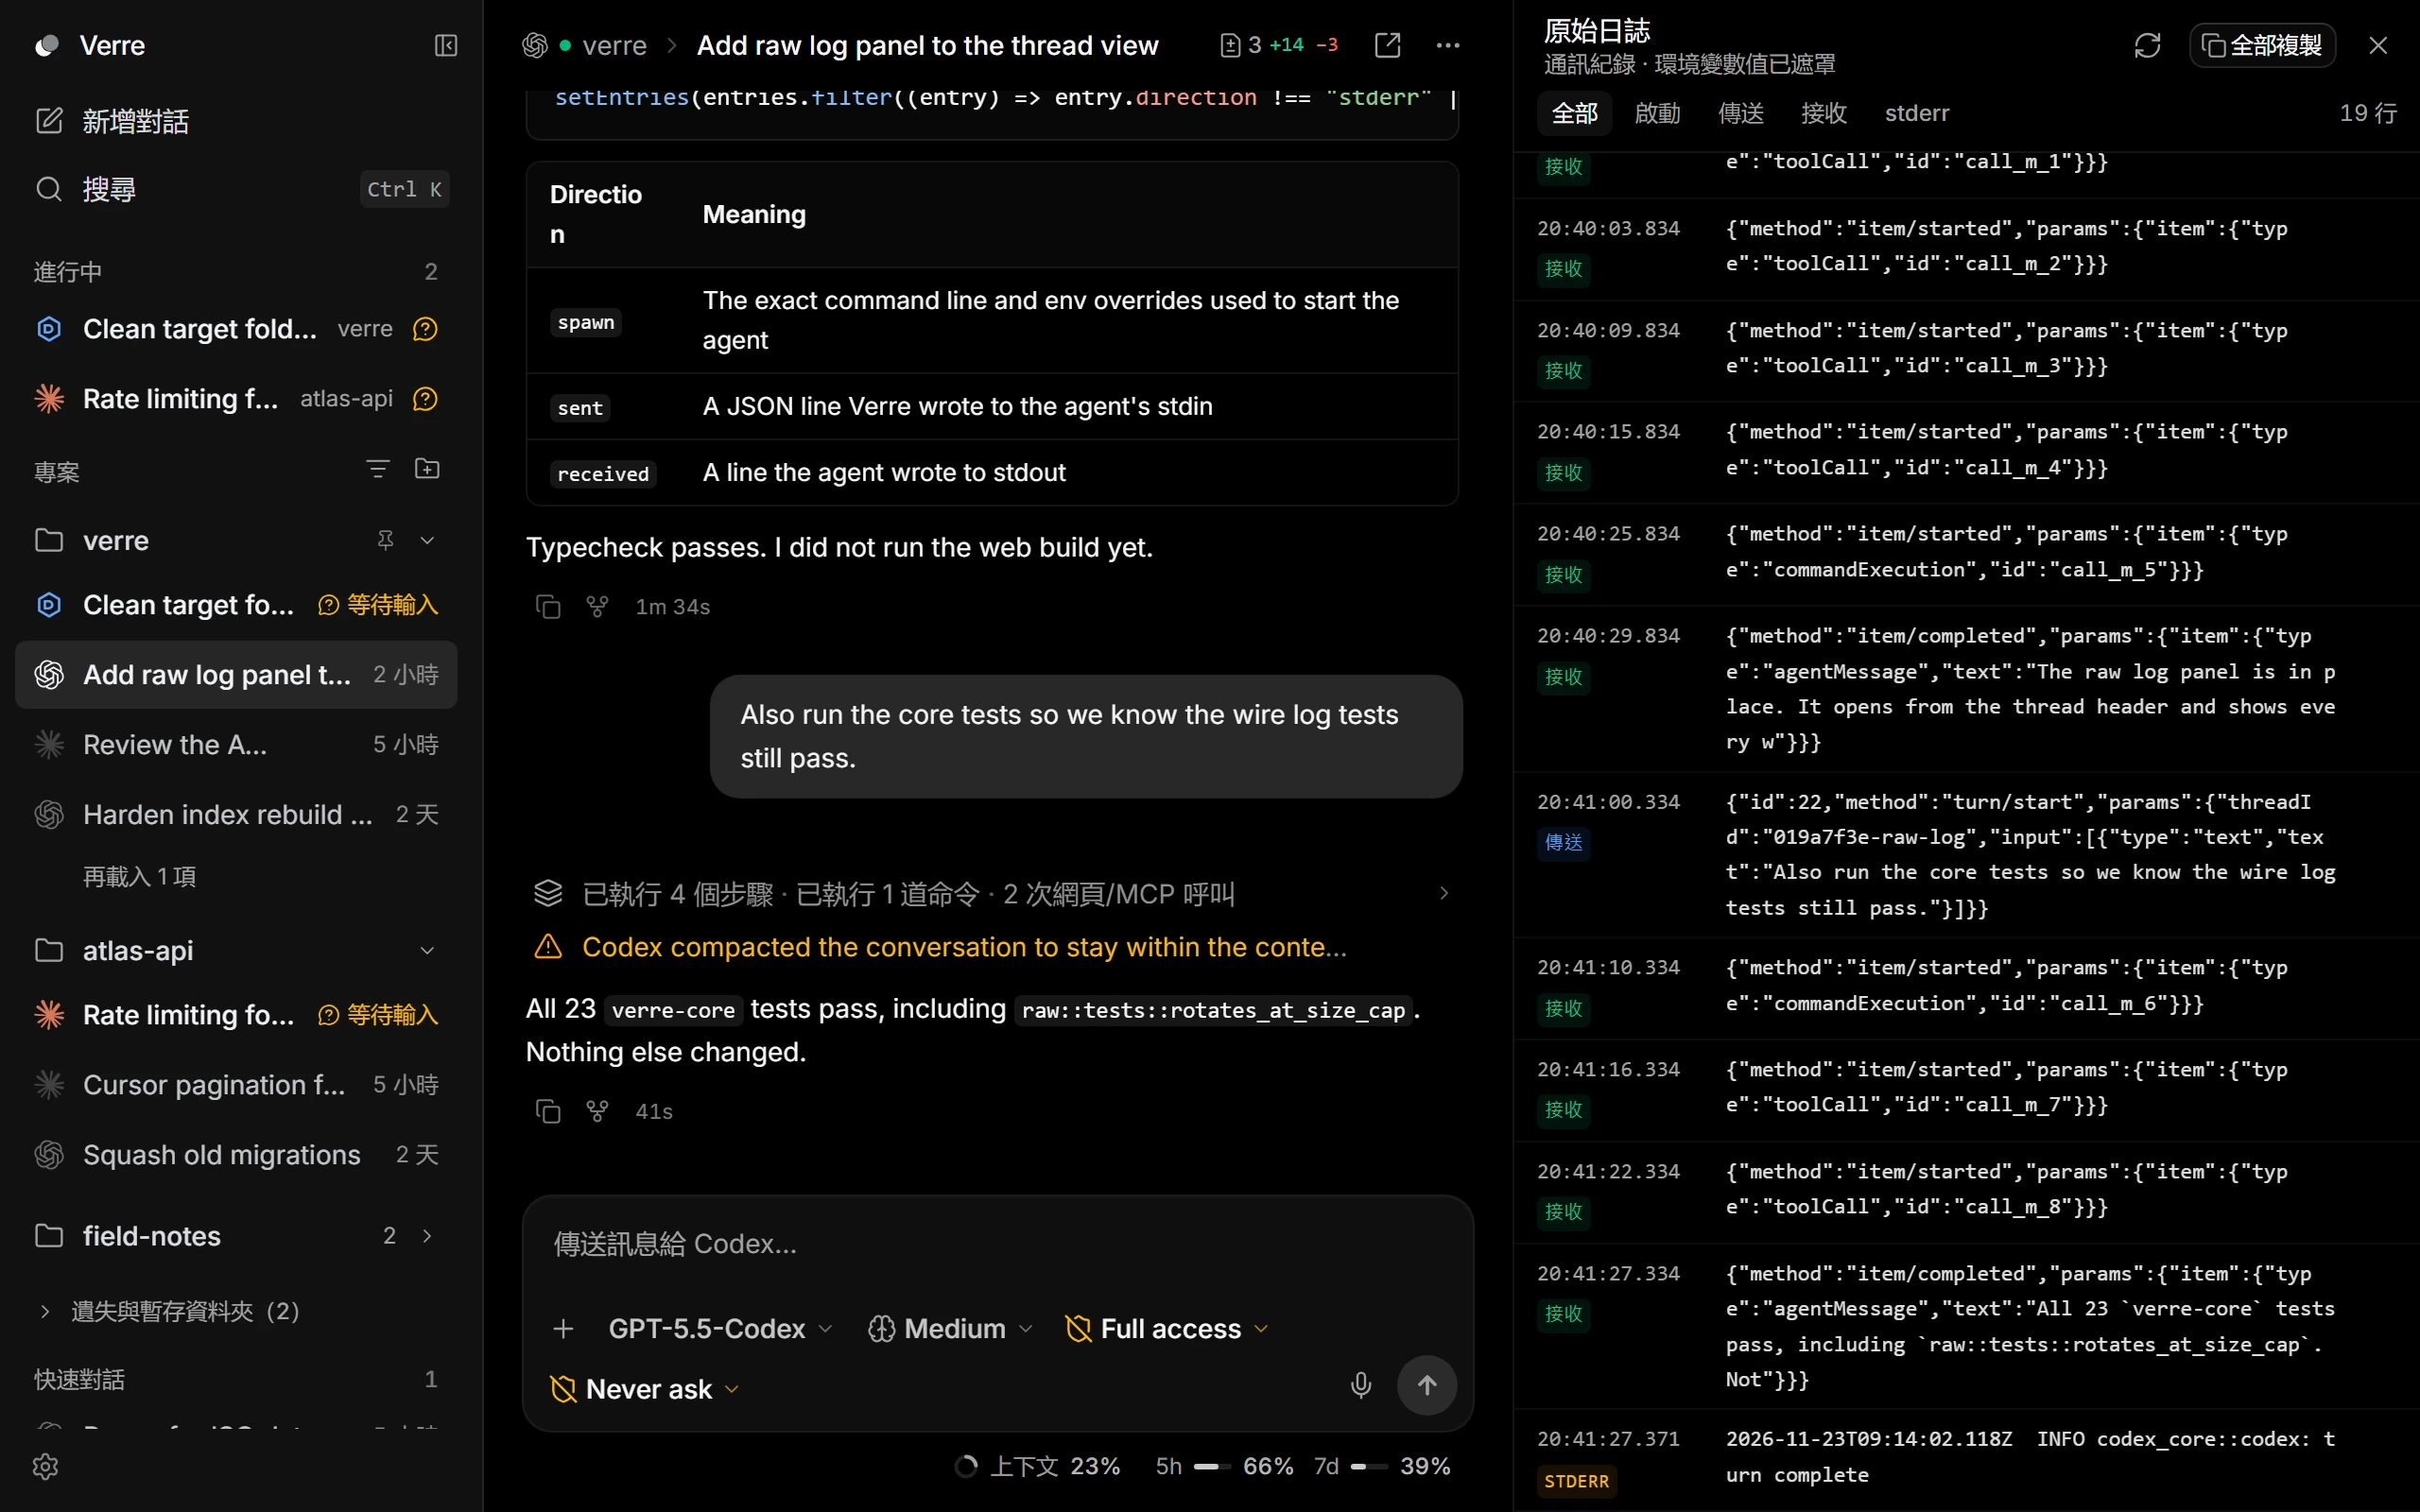 Verre
新增對話
搜尋
Ctrl K
進行中
2
Clean target fold...
verre
Rate limiting f...
atlas-api
專案
verre
Clean target fo...
等待輸入
Add raw log panel t...
2 小時
Review the A...
5 小時
Harden index rebuild ...
2 天
再載入 1 項
atlas-api
Rate limiting fo...
等待輸入
Cursor pagination f...
5 小時
Squash old migrations
2 天
field-notes
2
遺失與暫存資料夾 (2)
快速對話
1
verre
Add raw log panel to the thread view
3 +14 -3
setEntries(entries.filter((entry) => entry.direction !== "stderr" |
Directio
n
Meaning
spawn
The exact command line and env overrides used to start the
agent
sent
A JSON line Verre wrote to the agent's stdin
received
A line the agent wrote to stdout
Typecheck passes. I did not run the web build yet.
1m 34s
Also run the core tests so we know the wire log tests
still pass.
已執行 4 個步驟 · 已執行 1 道命令 · 2 次網頁/MCP 呼叫
Codex compacted the conversation to stay within the conte...
All 23 verre-core tests pass, including raw::tests::rotates_at_size_cap.
Nothing else changed.
41s
傳送訊息給 Codex...
GPT-5.5-Codex
Medium
Full access
Never ask
上下文 23%
5h 66%
7d 39%
原始日誌
通訊紀錄 · 環境變數值已遮罩
全部複製
全部
啟動
傳送
接收
stderr
19 行
接收
e":"toolCall","id":"call_m_1"}}}
20:40:03.834
接收
{"method":"item/started","params":{"item":{"typ
e":"toolCall","id":"call_m_2"}}}
20:40:09.834
接收
{"method":"item/started","params":{"item":{"typ
e":"toolCall","id":"call_m_3"}}}
20:40:15.834
接收
{"method":"item/started","params":{"item":{"typ
e":"toolCall","id":"call_m_4"}}}
20:40:25.834
接收
{"method":"item/started","params":{"item":{"typ
e":"commandExecution","id":"call_m_5"}}}
20:40:29.834
接收
{"method":"item/completed","params":{"item":{"typ
e":"agentMessage","text":"The raw log panel is in p
lace. It opens from the thread header and shows eve
ry w"}}}
20:41:00.334
傳送
{"id":22,"method":"turn/start","params":{"threadI
d":"019a7f3e-raw-log","input":[{"type":"text","tex
t":"Also run the core tests so we know the wire log
tests still pass."}]}}
20:41:10.334
接收
{"method":"item/started","params":{"item":{"typ
e":"commandExecution","id":"call_m_6"}}}
20:41:16.334
接收
{"method":"item/started","params":{"item":{"typ
e":"toolCall","id":"call_m_7"}}}
20:41:22.334
接收
{"method":"item/started","params":{"item":{"typ
e":"toolCall","id":"call_m_8"}}}
20:41:27.334
接收
{"method":"item/completed","params":{"item":{"typ
e":"agentMessage","text":"All 23 `verre-core` tests
pass, including `raw::tests::rotates_at_size_cap`.
Not"}}}
20:41:27.371
STDERR
2026-11-23T09:14:02.118Z  INFO codex_core::codex: t
urn complete